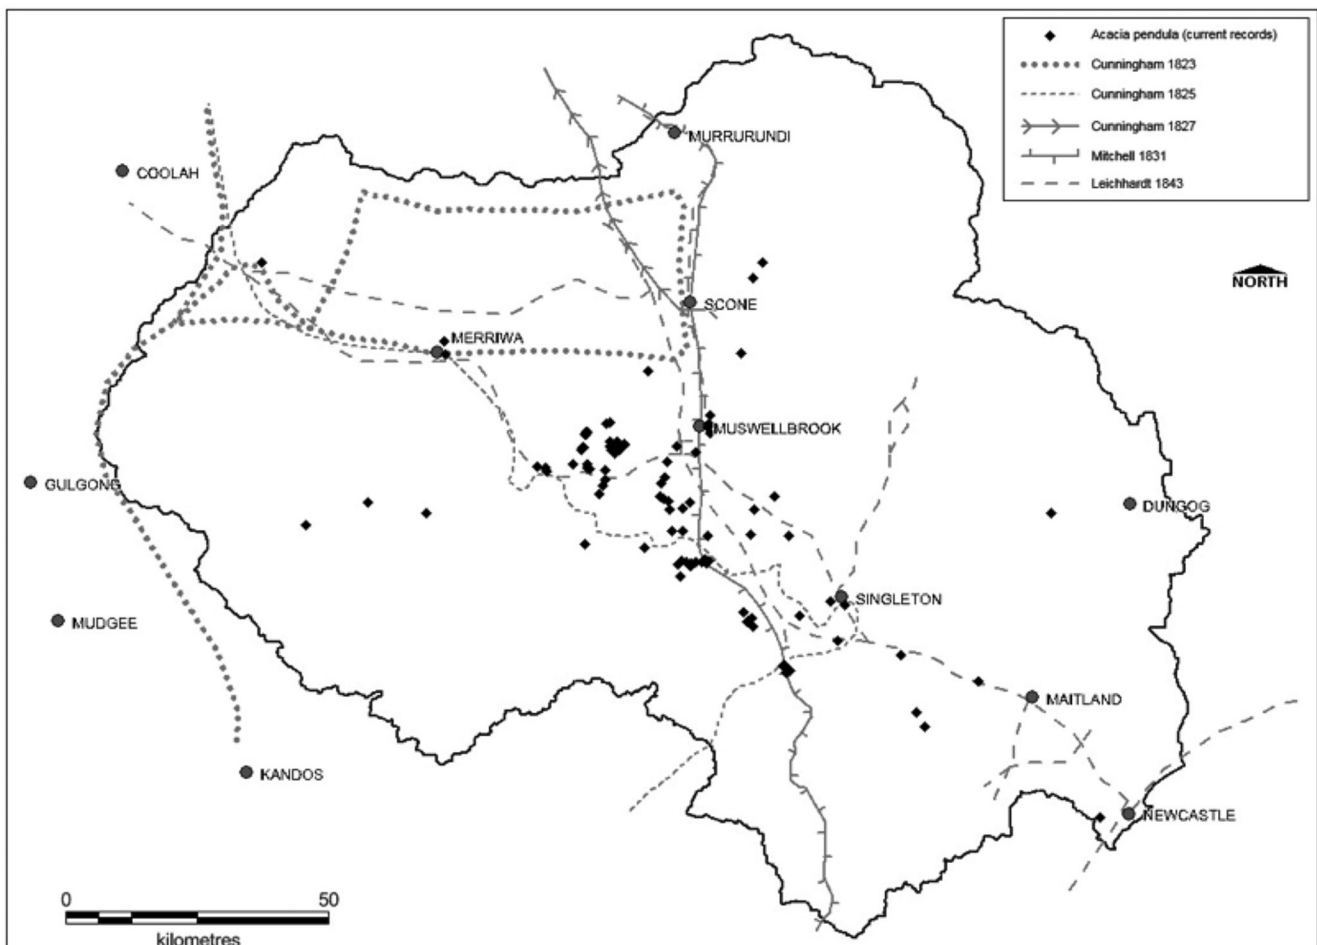 Acacia pendula (current records)
Cunningham 1823
Cunningham 1825
Cunningham 1827
Mitchell 1831
Leichhardt 1843
MURRURUNDI
COOLAH
NORTH
SCONE
MERRIWA
MUSWELLBROOK
GULGONG
DUNGOG
SINGLETON
MUDGEE
MAITLAND
KANDOS
NEWCASTLE
0 50
kilometres